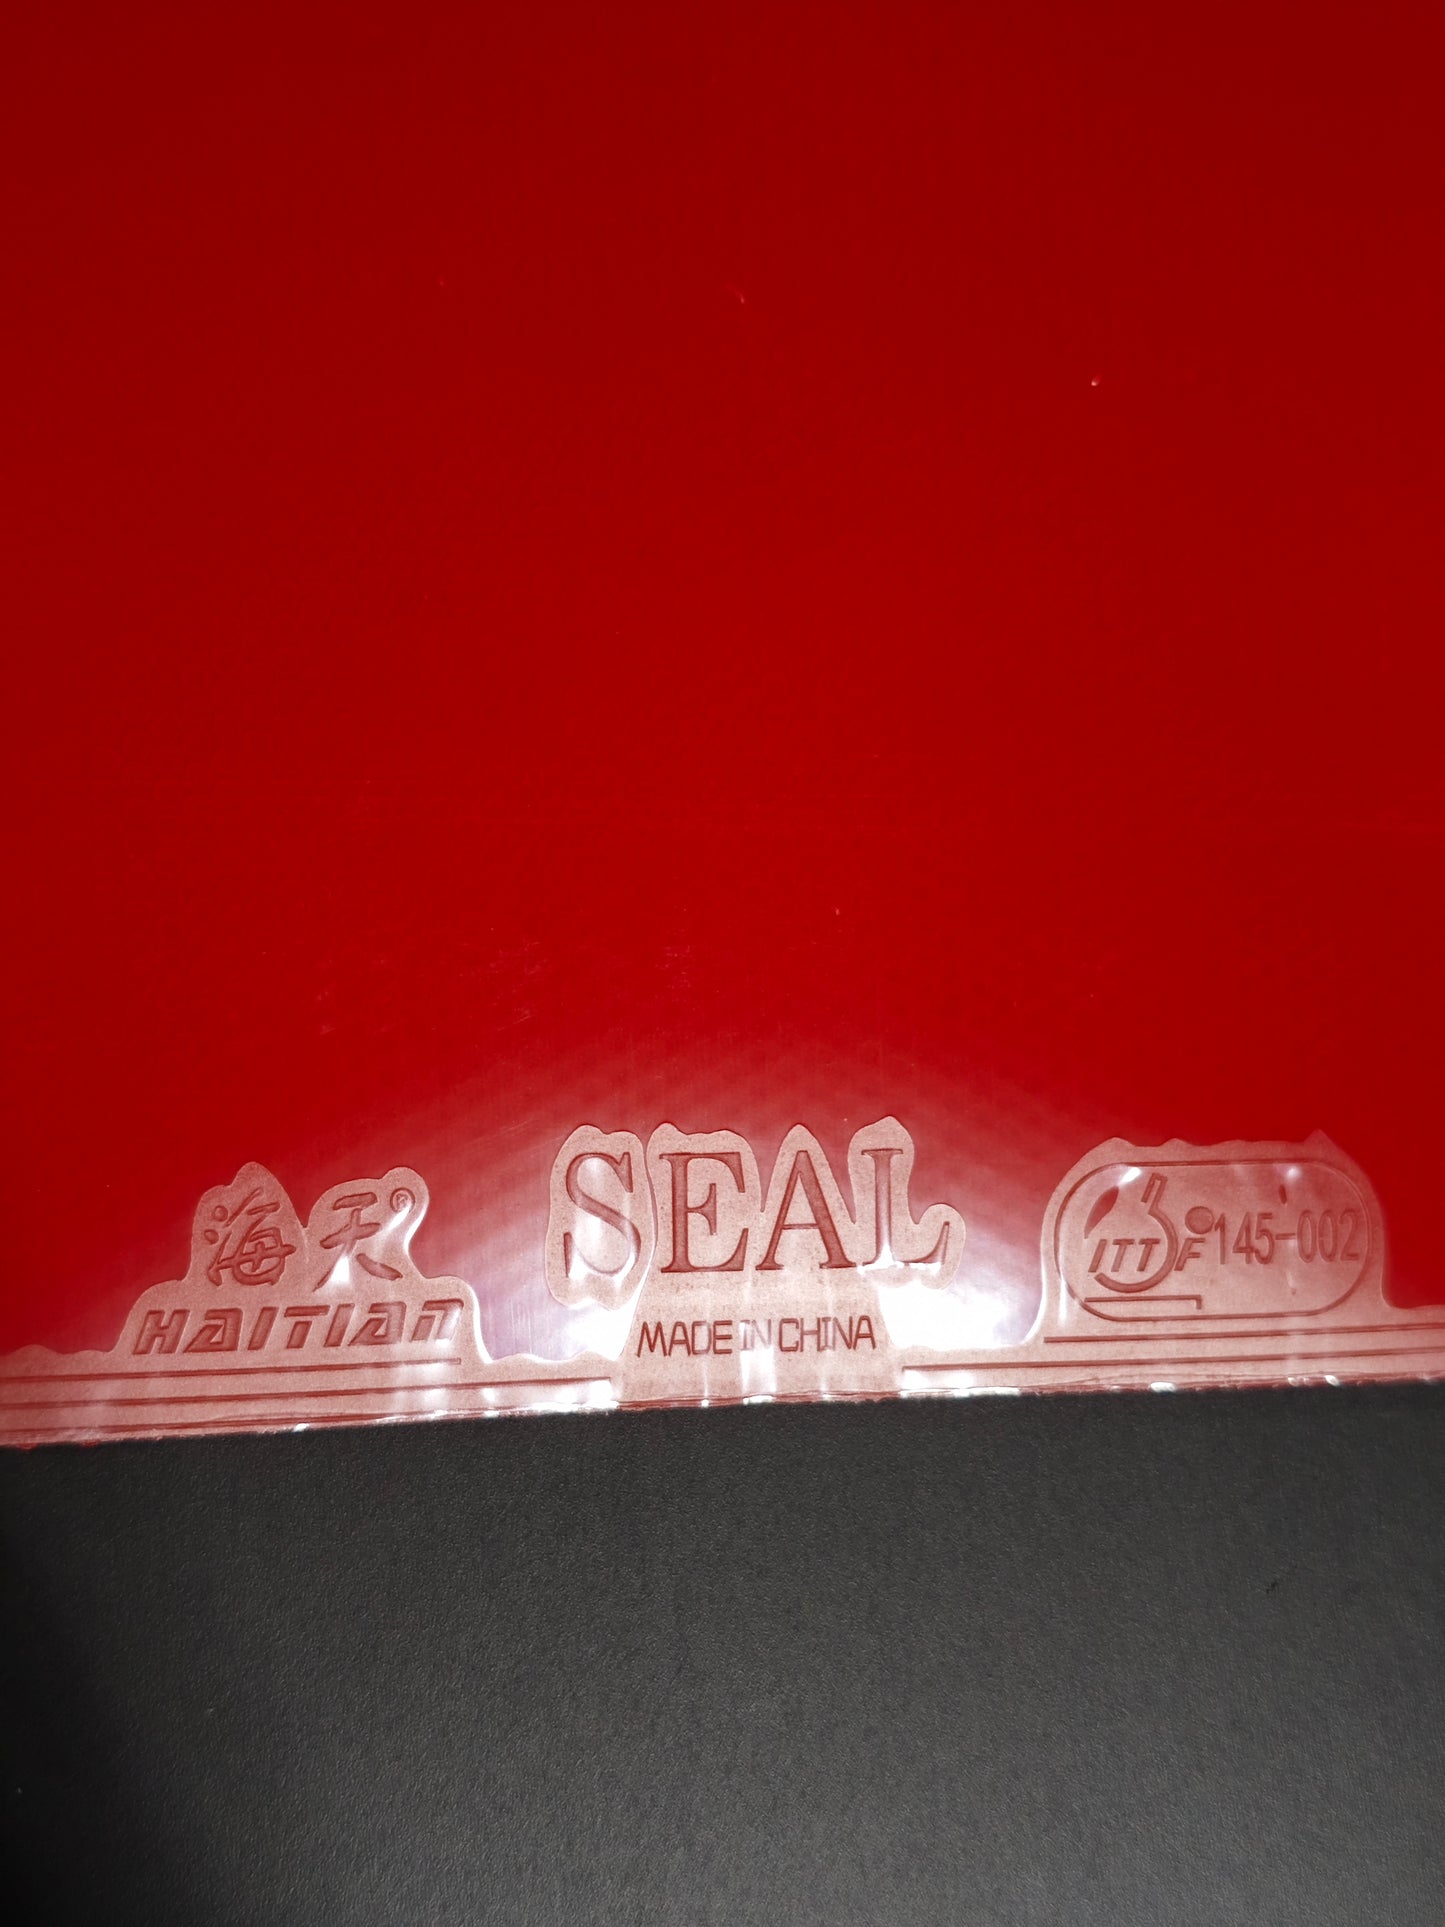 海天®
HAITIAN
SEAL
MADE IN CHINA
ITTF 145-002